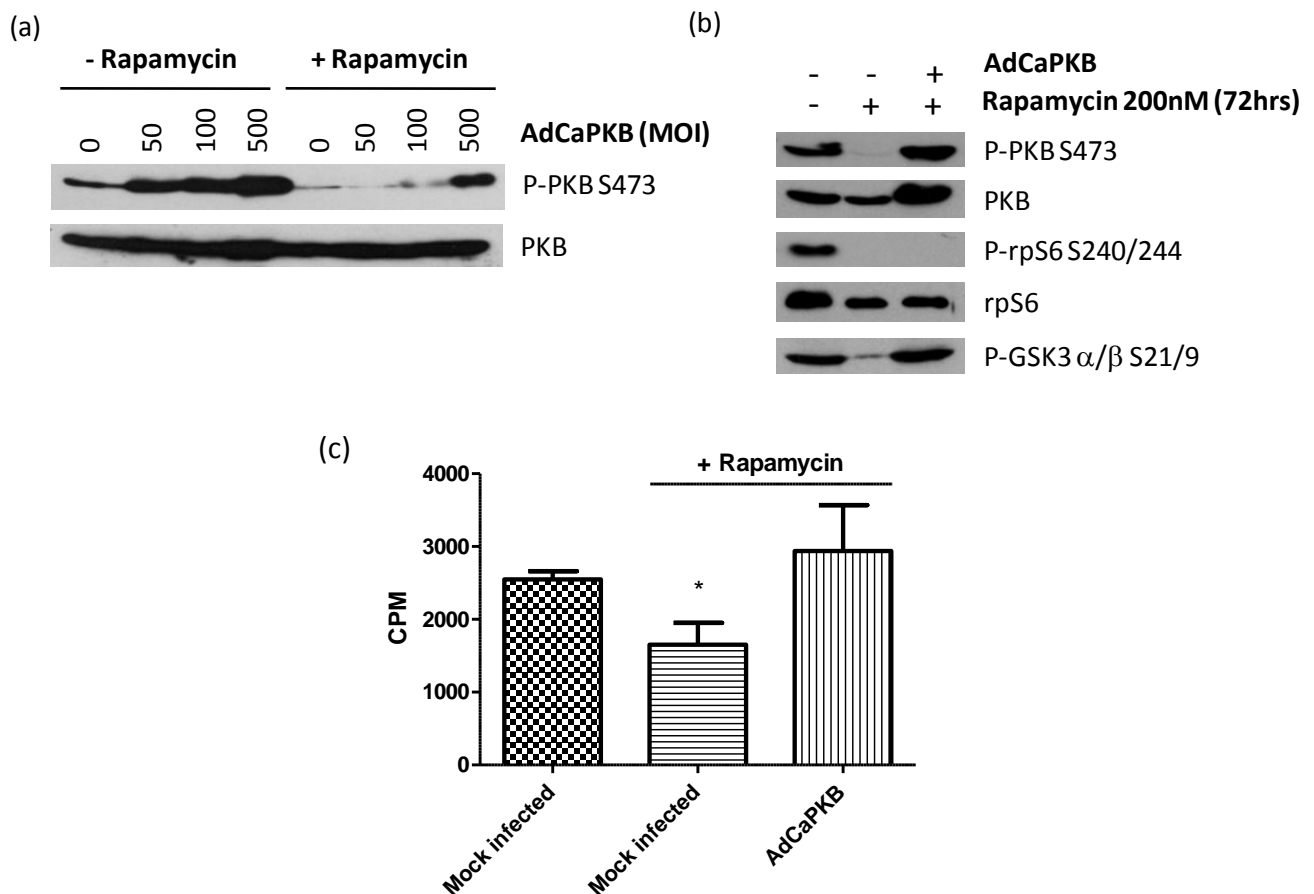 (a)
- Rapamycin + Rapamycin
0 50 100 500 0 50 100 500 AdCaPKB (MOI)
P-PKB S473
PKB
(b)
- - + AdCaPKB
- + + Rapamycin 200nM (72hrs)
P-PKB S473
PKB
P-rpS6 S240/244
rpS6
P-GSK3 α/β S21/9
(c)
+ Rapamycin
4000
3000
2000
1000
0
CPM
*
Mock infected
Mock infected
AdCaPKB